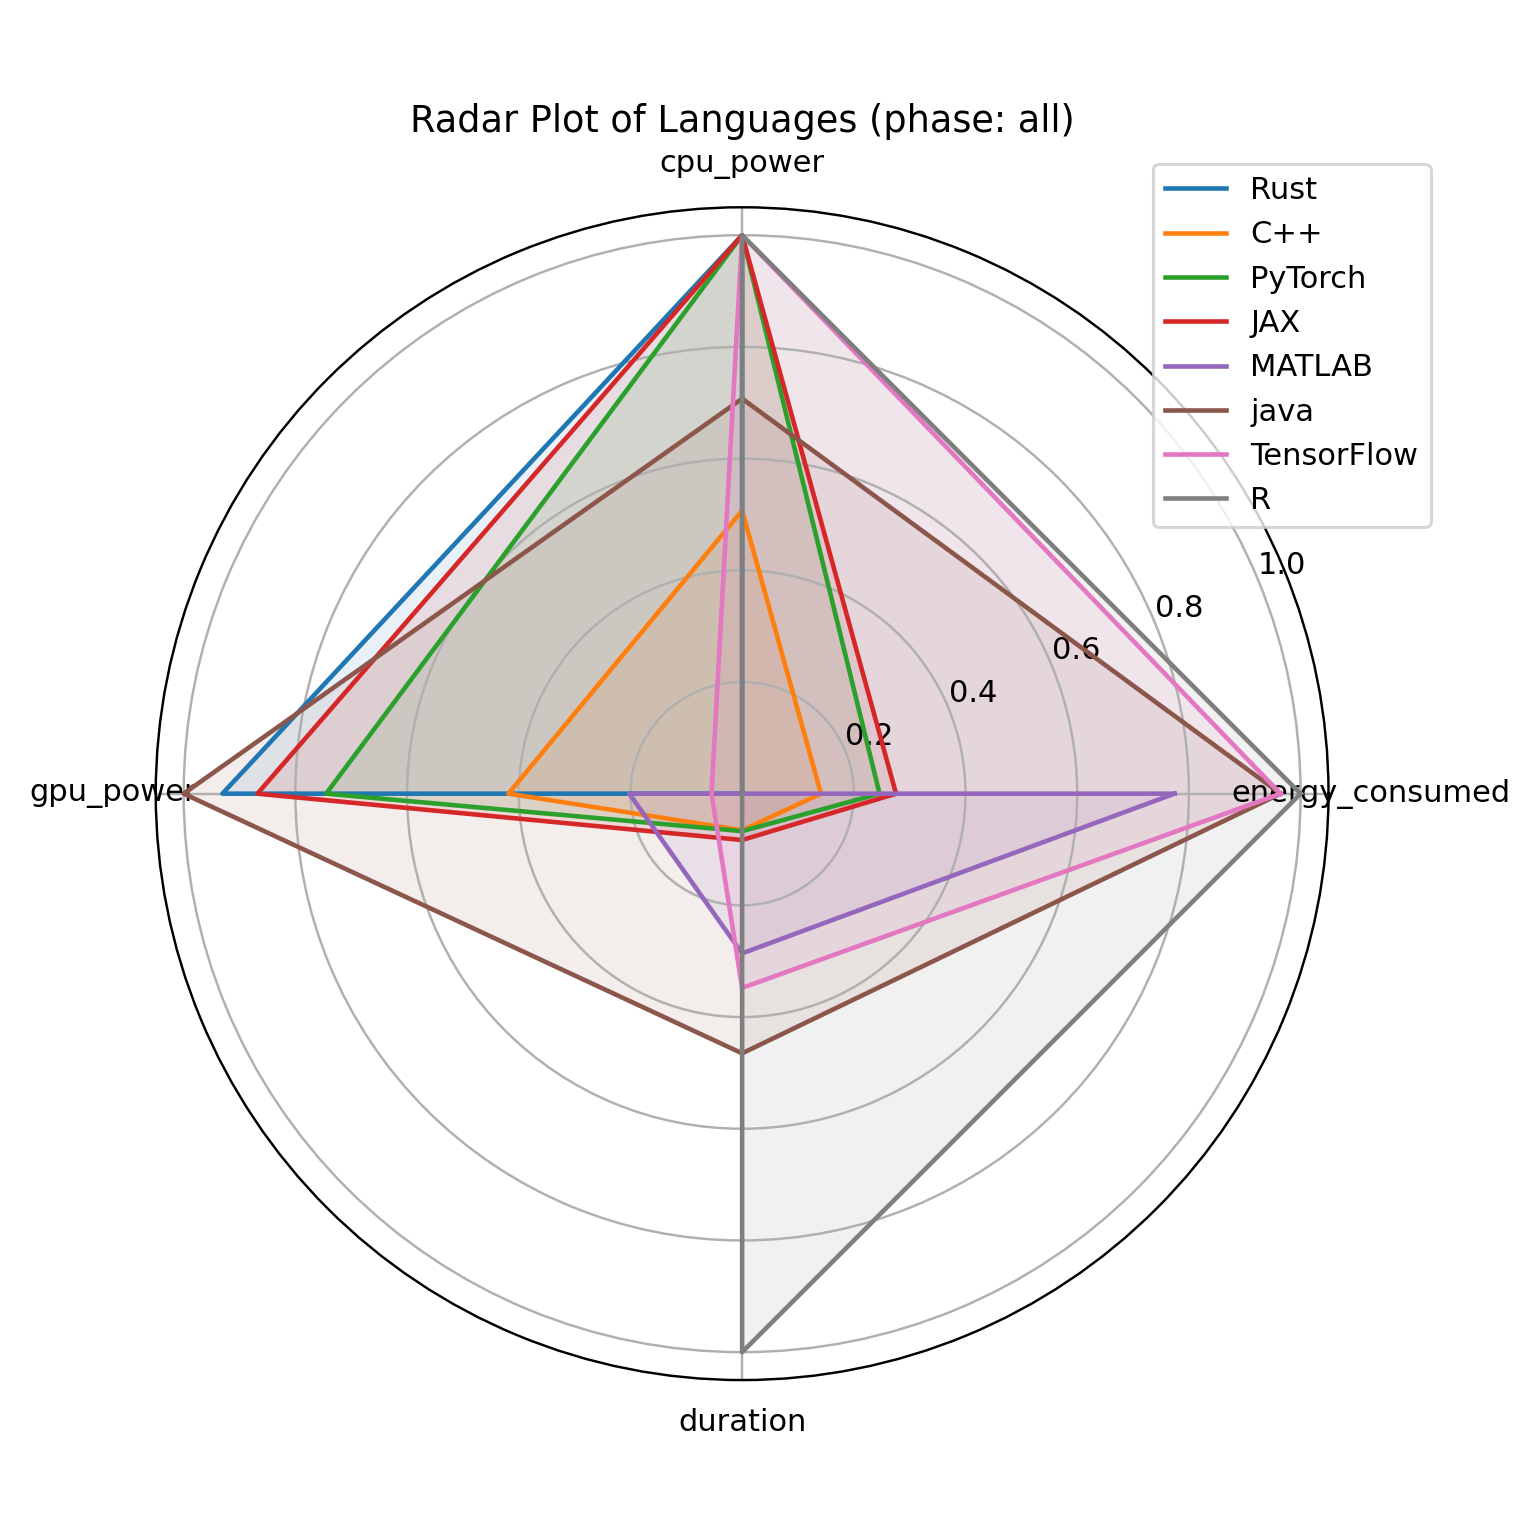 Radar Plot of Languages (phase: all)
cpu_power
Rust
C++
PyTorch
JAX
MATLAB
java
TensorFlow
R
1.0
0.8
0.6
0.4
0.2
gpu_power
energy_consumed
duration